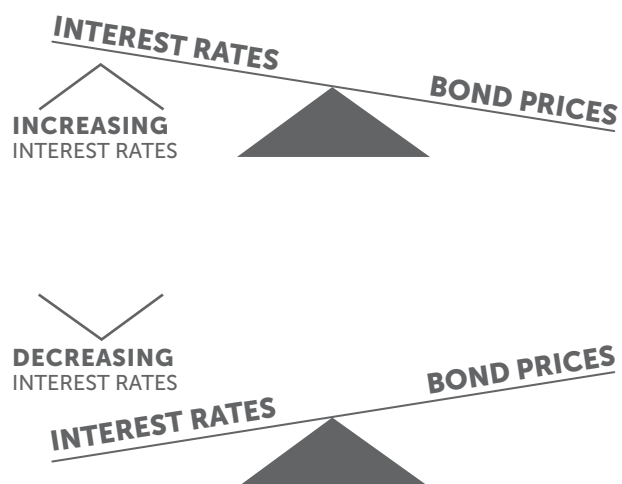 INTEREST RATES
BOND PRICES
INCREASING
INTEREST RATES
DECREASING
INTEREST RATES
BOND PRICES
INTEREST RATES